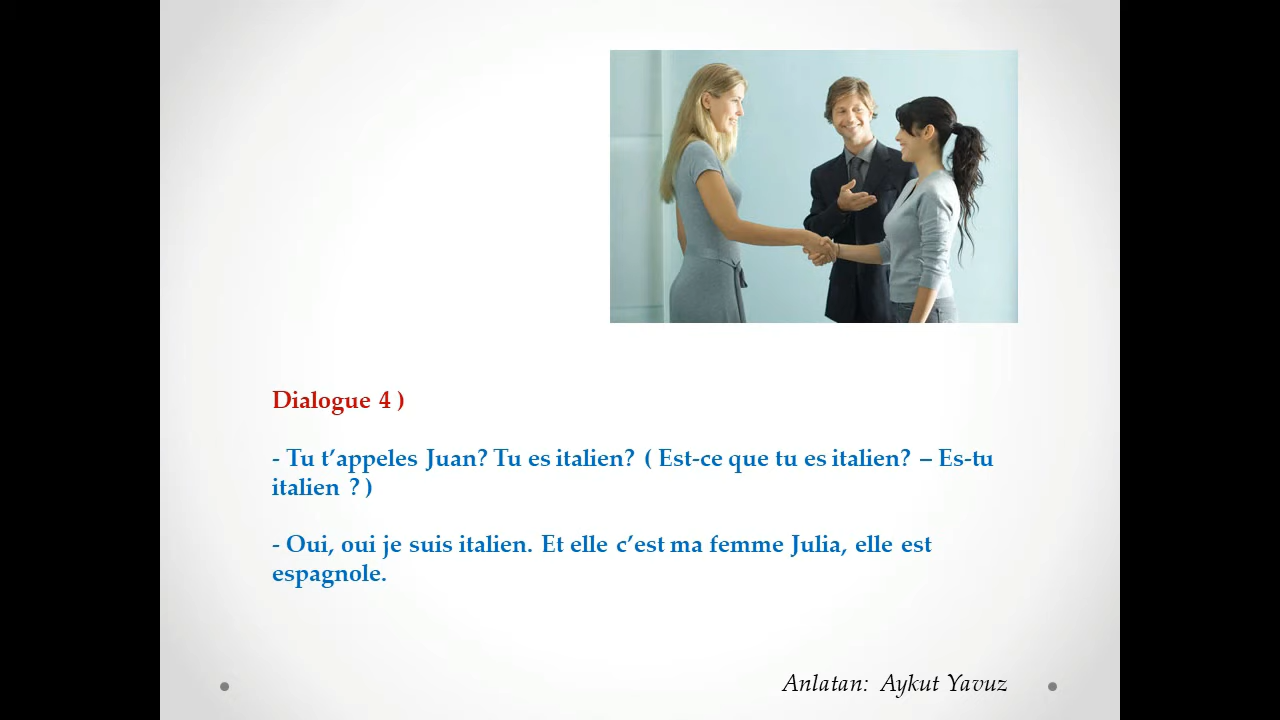 Dialogue 4 )
- Tu t’appeles Juan? Tu es italien? ( Est-ce que tu es italien? – Es-tu
italien ? )
- Oui, oui je suis italien. Et elle c’est ma femme Julia, elle est
espagnole.
Anlatan: Aykut Yavuz